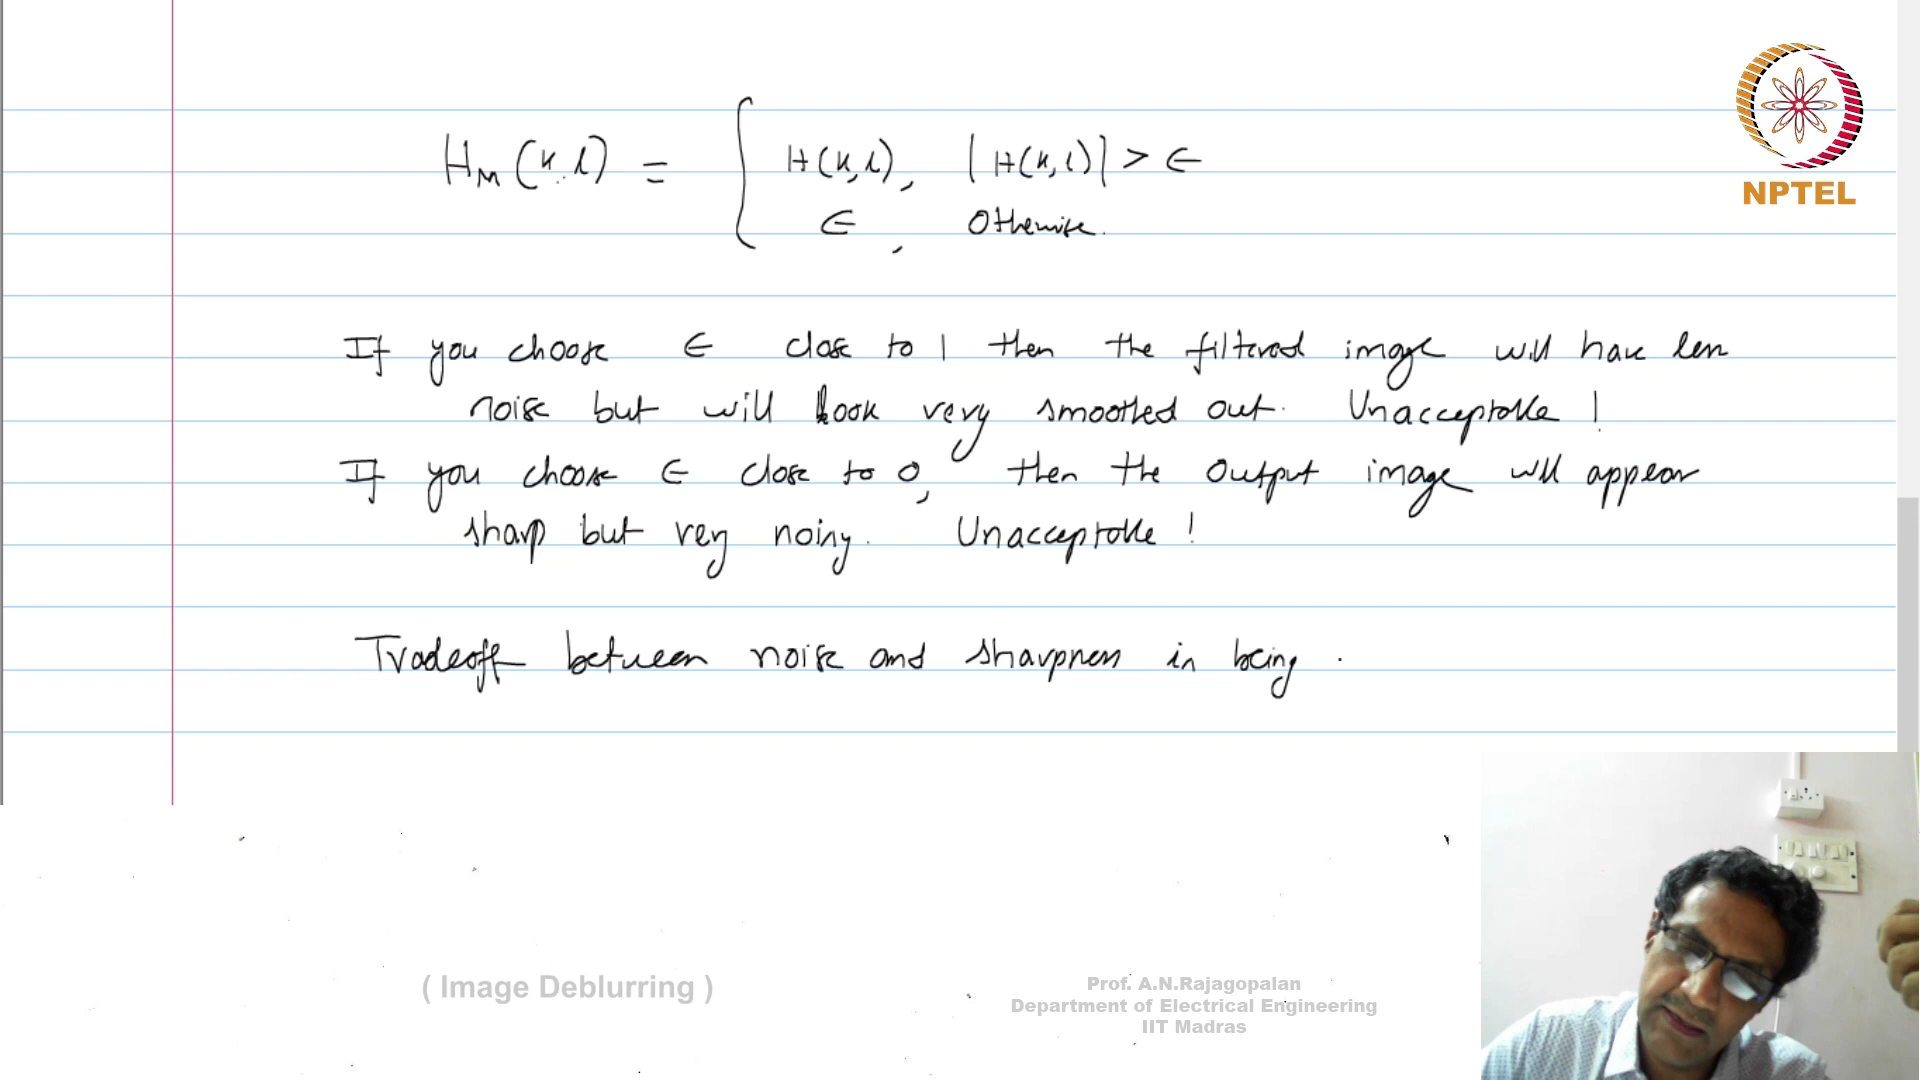 H_M(k,l) = { H(k,l), |H(k,l)| > ∈
∈, Otherwise.
NPTEL
If you choose ∈ close to 1 then the filtered image will have less
noise but will look very smoothed out. Unacceptable!
If you choose ∈ close to 0, then the output image will appear
sharp but very noisy. Unacceptable!
Tradeoff between noise and sharpness in being.
( Image Deblurring )
Prof. A.N.Rajagopalan
Department of Electrical Engineering
IIT Madras